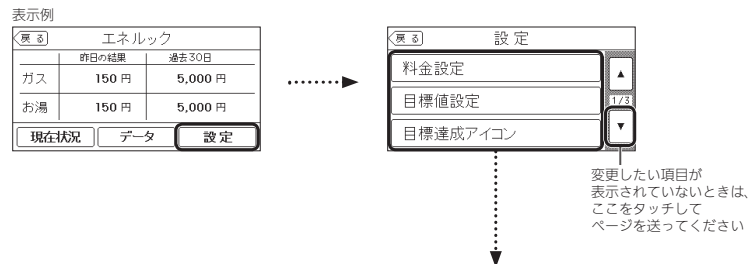 表示例
戻る エネルック
昨日の結果 過去30日
ガス 150 円 5,000 円
お湯 150 円 5,000 円
現在状況 データ 設定
戻る 設定
料金設定
目標値設定
目標達成アイコン
▲
1/3
▼
変更したい項目が
表示されていないときは、
ここをタッチして
ページを送ってください